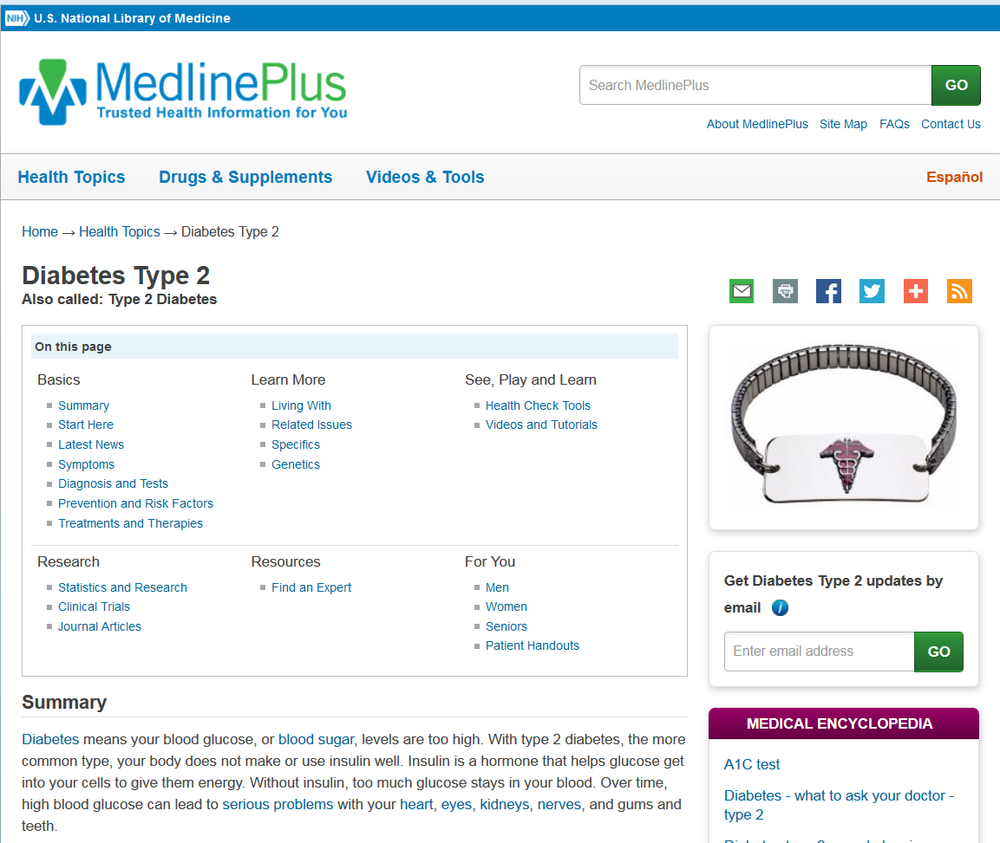 NIH U.S. National Library of Medicine
MedlinePlus
Trusted Health Information for You
Search MedlinePlus
GO
About MedlinePlus Site Map FAQs Contact Us
Health Topics Drugs & Supplements Videos & Tools Español
Home → Health Topics → Diabetes Type 2
Diabetes Type 2
Also called: Type 2 Diabetes
On this page
Basics
Summary
Start Here
Latest News
Symptoms
Diagnosis and Tests
Prevention and Risk Factors
Treatments and Therapies
Learn More
Living With
Related Issues
Specifics
Genetics
See, Play and Learn
Health Check Tools
Videos and Tutorials
Research
Statistics and Research
Clinical Trials
Journal Articles
Resources
Find an Expert
For You
Men
Women
Seniors
Patient Handouts
Summary
Diabetes means your blood glucose, or blood sugar, levels are too high. With type 2 diabetes, the more
common type, your body does not make or use insulin well. Insulin is a hormone that helps glucose get
into your cells to give them energy. Without insulin, too much glucose stays in your blood. Over time,
high blood glucose can lead to serious problems with your heart, eyes, kidneys, nerves, and gums and
teeth.
Get Diabetes Type 2 updates by
email i
Enter email address
GO
MEDICAL ENCYCLOPEDIA
A1C test
Diabetes - what to ask your doctor -
type 2